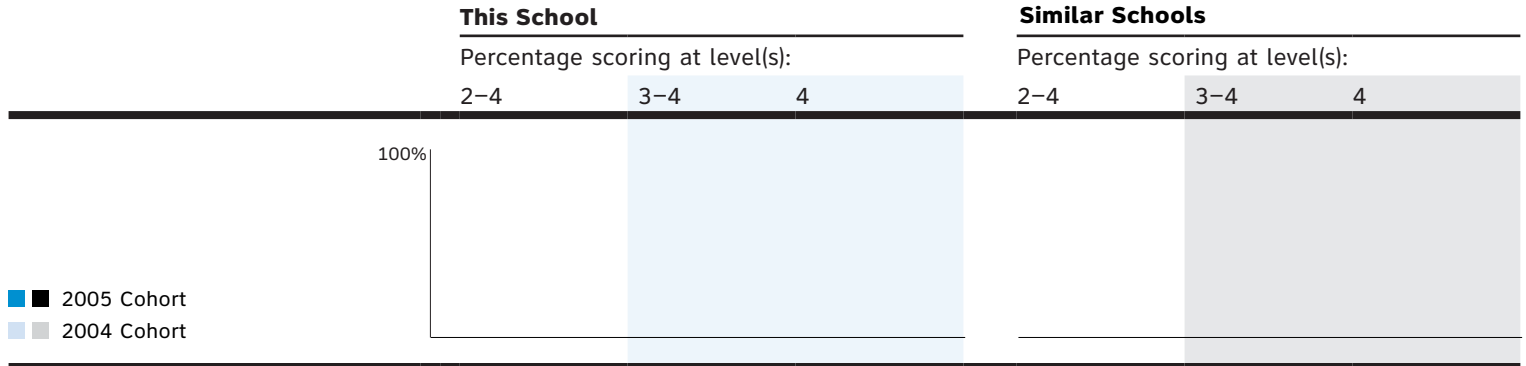 This School
Similar Schools
Percentage scoring at level(s):
Percentage scoring at level(s):
2–4 3–4 4
2–4 3–4 4
100%
2005 Cohort
2004 Cohort